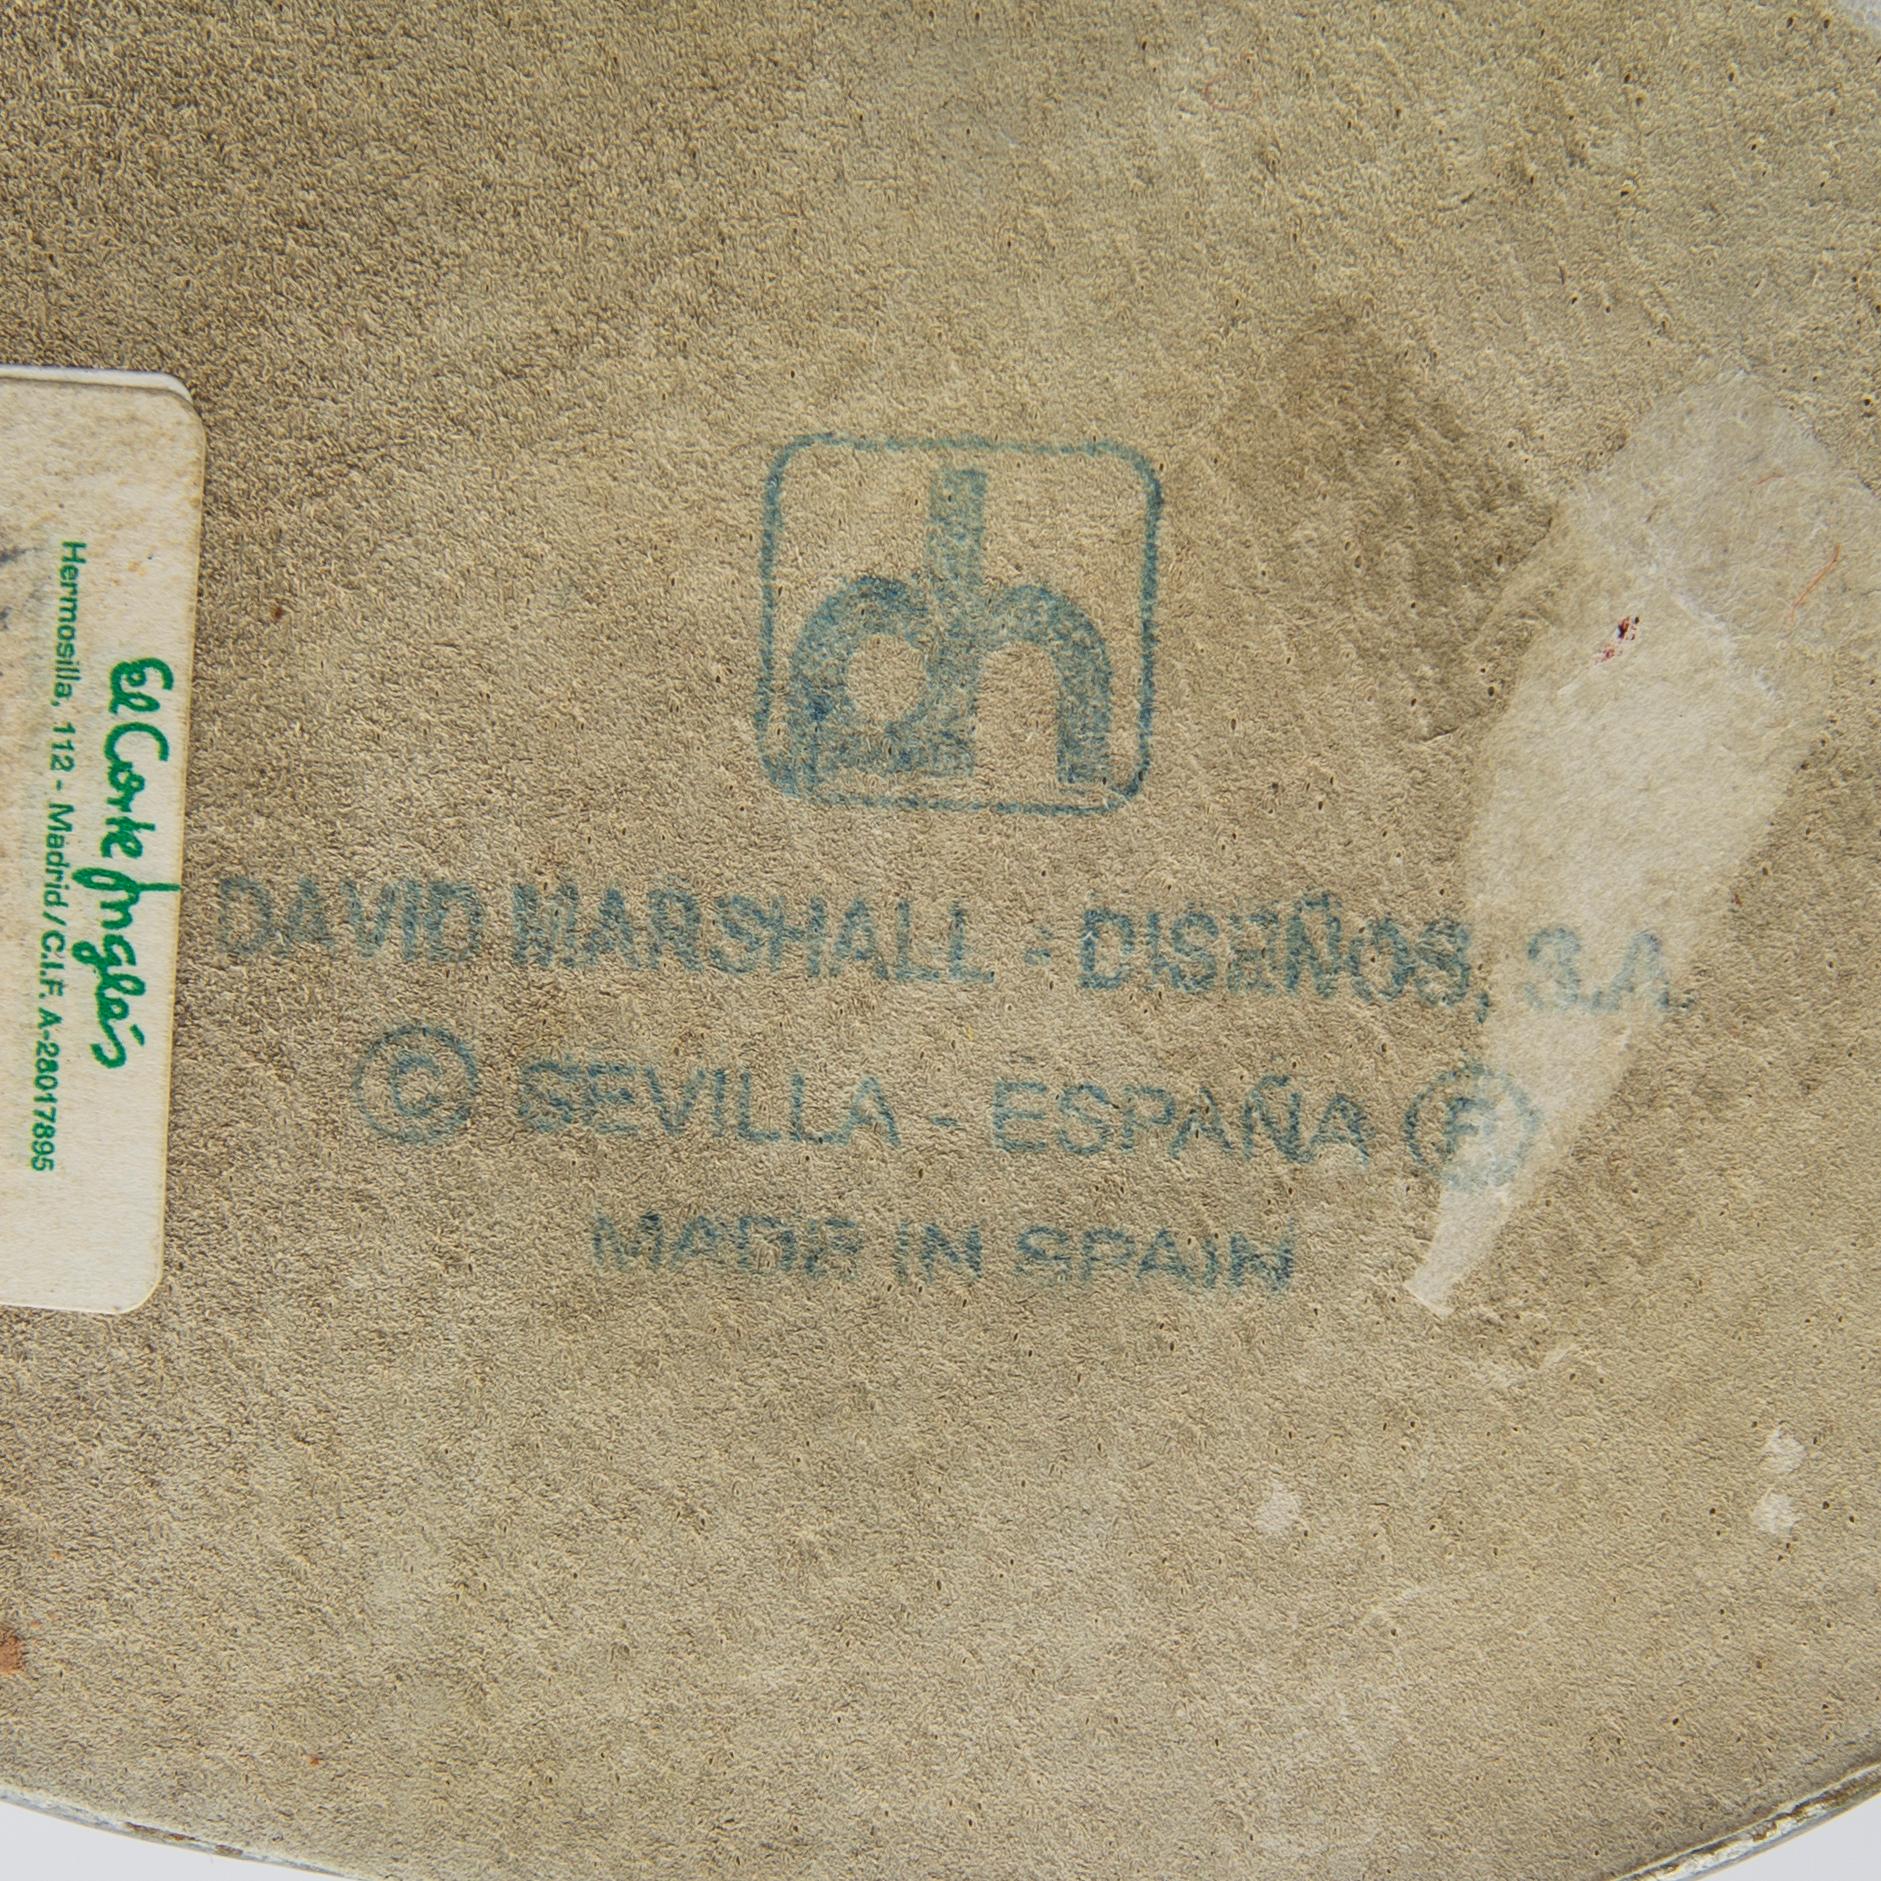 dh
DAVID MARSHALL - DISEÑOS, S.A.
© SEVILLA - ESPAÑA Ⓕ
MADE IN SPAIN
El Corte Inglés
Hermosilla, 112 - Madrid / C.I.F. A-28017895